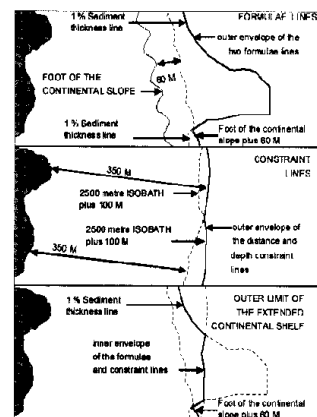 1 % Sediment
thickness line
FORMULAE LINES
outer envelope of the
two formulae lines
60 M
FOOT OF THE
CONTINENTAL SLOPE
1 % Sediment
thickness line
Foot of the continental
slope plus 60 M
CONSTRAINT
LINES
350 M
2500 metre ISOBATH
plus 100 M
2500 metre ISOBATH
plus 100 M
350 M
outer envelope of
the distance and
depth constraint
lines
1 % Sediment
thickness line
OUTER LIMIT OF
THE EXTENDED
CONTINENTAL SHELF
inner envelope
of the formulae
and constraint lines
Foot of the continental
slope plus 60 M